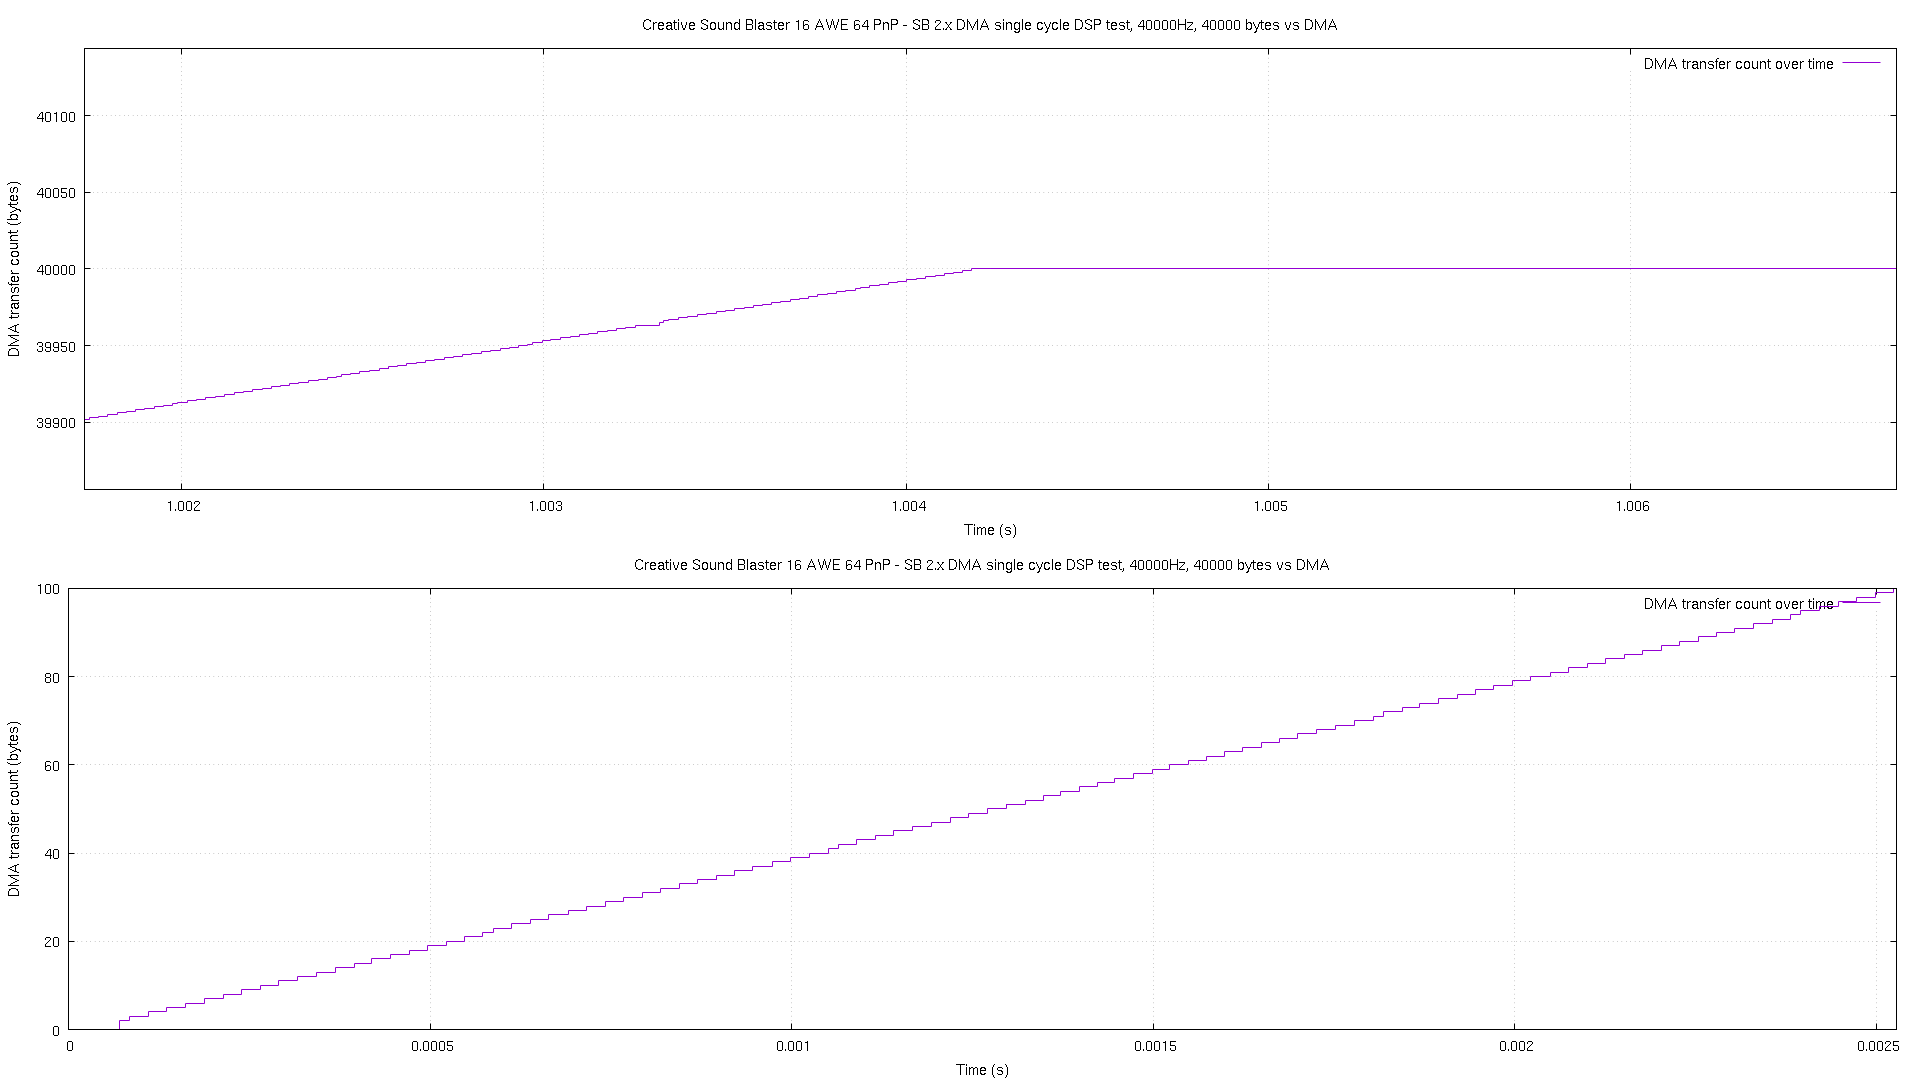 Creative Sound Blaster 16 AWE 64 PnP - SB 2.x DMA single cycle DSP test, 40000Hz, 40000 bytes vs DMA
DMA transfer count over time
40100
40050
40000
39950
39900
DMA transfer count (bytes)
1.002 1.003 1.004 1.005 1.006
Time (s)
Creative Sound Blaster 16 AWE 64 PnP - SB 2.x DMA single cycle DSP test, 40000Hz, 40000 bytes vs DMA
DMA transfer count over time
100
80
60
40
20
0
DMA transfer count (bytes)
0 0.0005 0.001 0.0015 0.002 0.0025
Time (s)